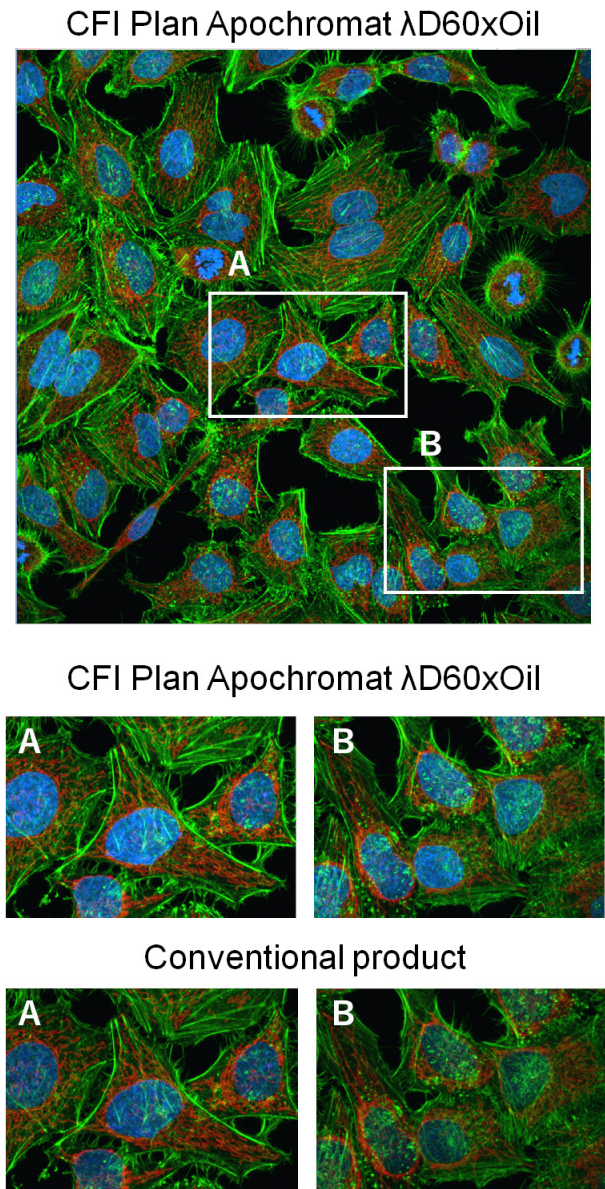 CFI Plan Apochromat λD60xOil
A
B
CFI Plan Apochromat λD60xOil
A
B
Conventional product
A
B